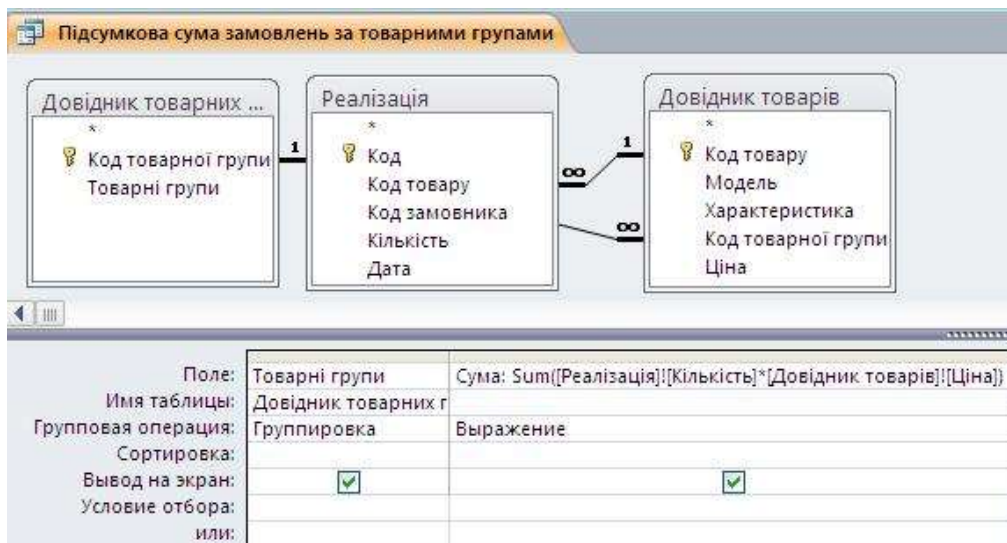 Підсумкова сума замовлень за товарними групами
Довідник товарних ...
*
Код товарної групи
Товарні групи
1
Реалізація
*
Код
Код товару
Код замовника
Кількість
Дата
∞
∞
1
Довідник товарів
*
Код товару
Модель
Характеристика
Код товарної групи
Ціна
Поле: Товарні групи Сума: Sum([Реалізація]![Кількість]*[Довідник товарів]![Ціна])
Имя таблицы: Довідник товарних г
Групповая операция: Группировка Выражение
Сортировка:
Вывод на экран:
Условие отбора:
или: